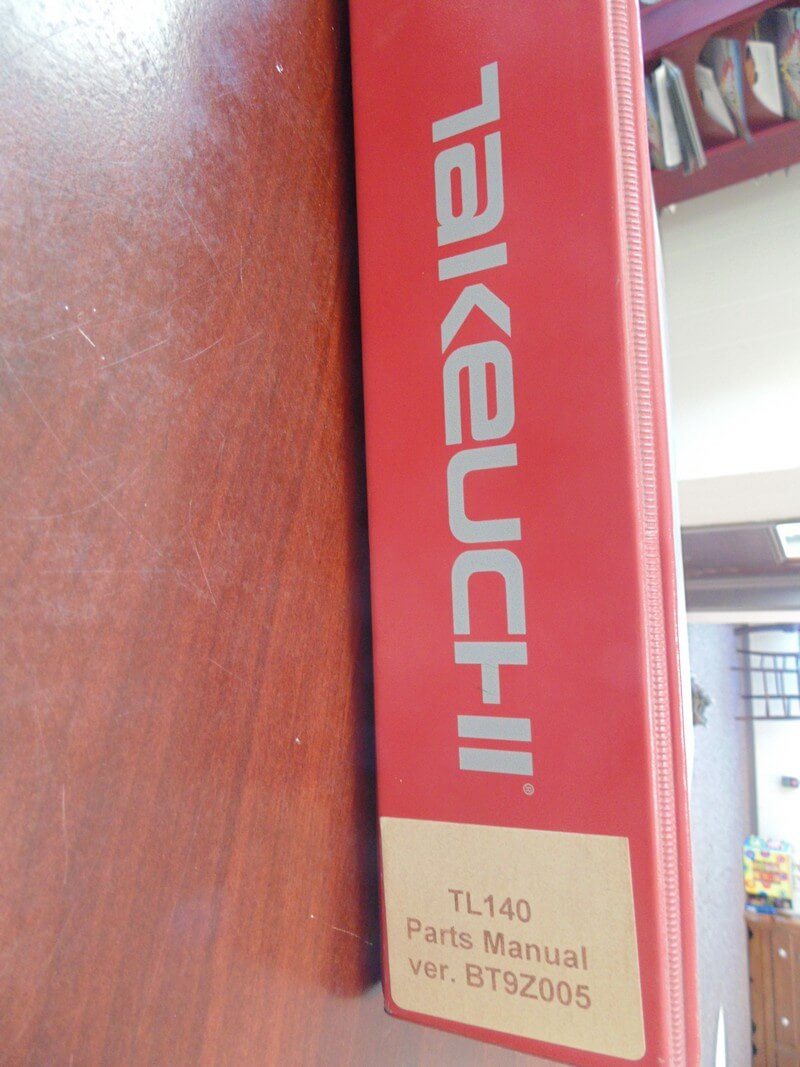 TAKEUCHI®
TL140
Parts Manual
ver. BT9Z005